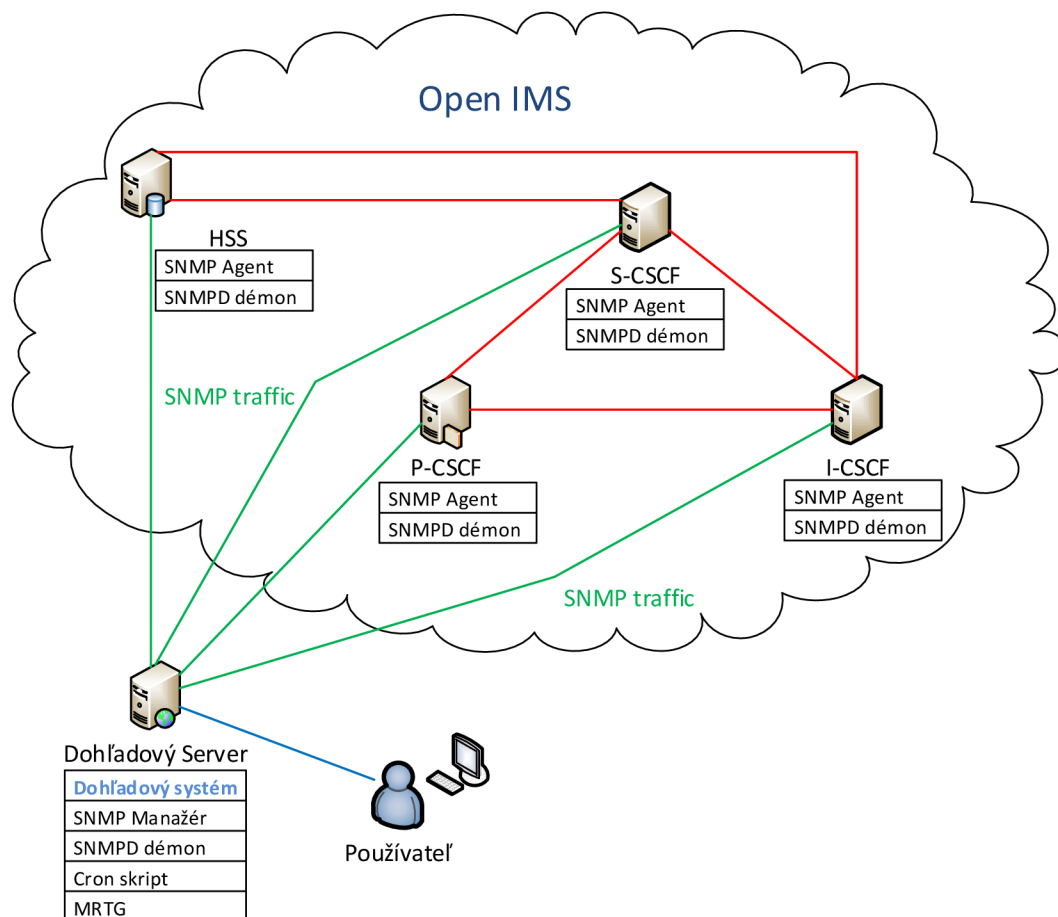 Open IMS
HSS
SNMP Agent
SNMPD démon
S-CSCF
SNMP Agent
SNMPD démon
SNMP traffic
P-CSCF
SNMP Agent
SNMPD démon
I-CSCF
SNMP Agent
SNMPD démon
SNMP traffic
Dohľadový Server
Dohľadový systém
SNMP Manažér
SNMPD démon
Cron skript
MRTG
Používateľ